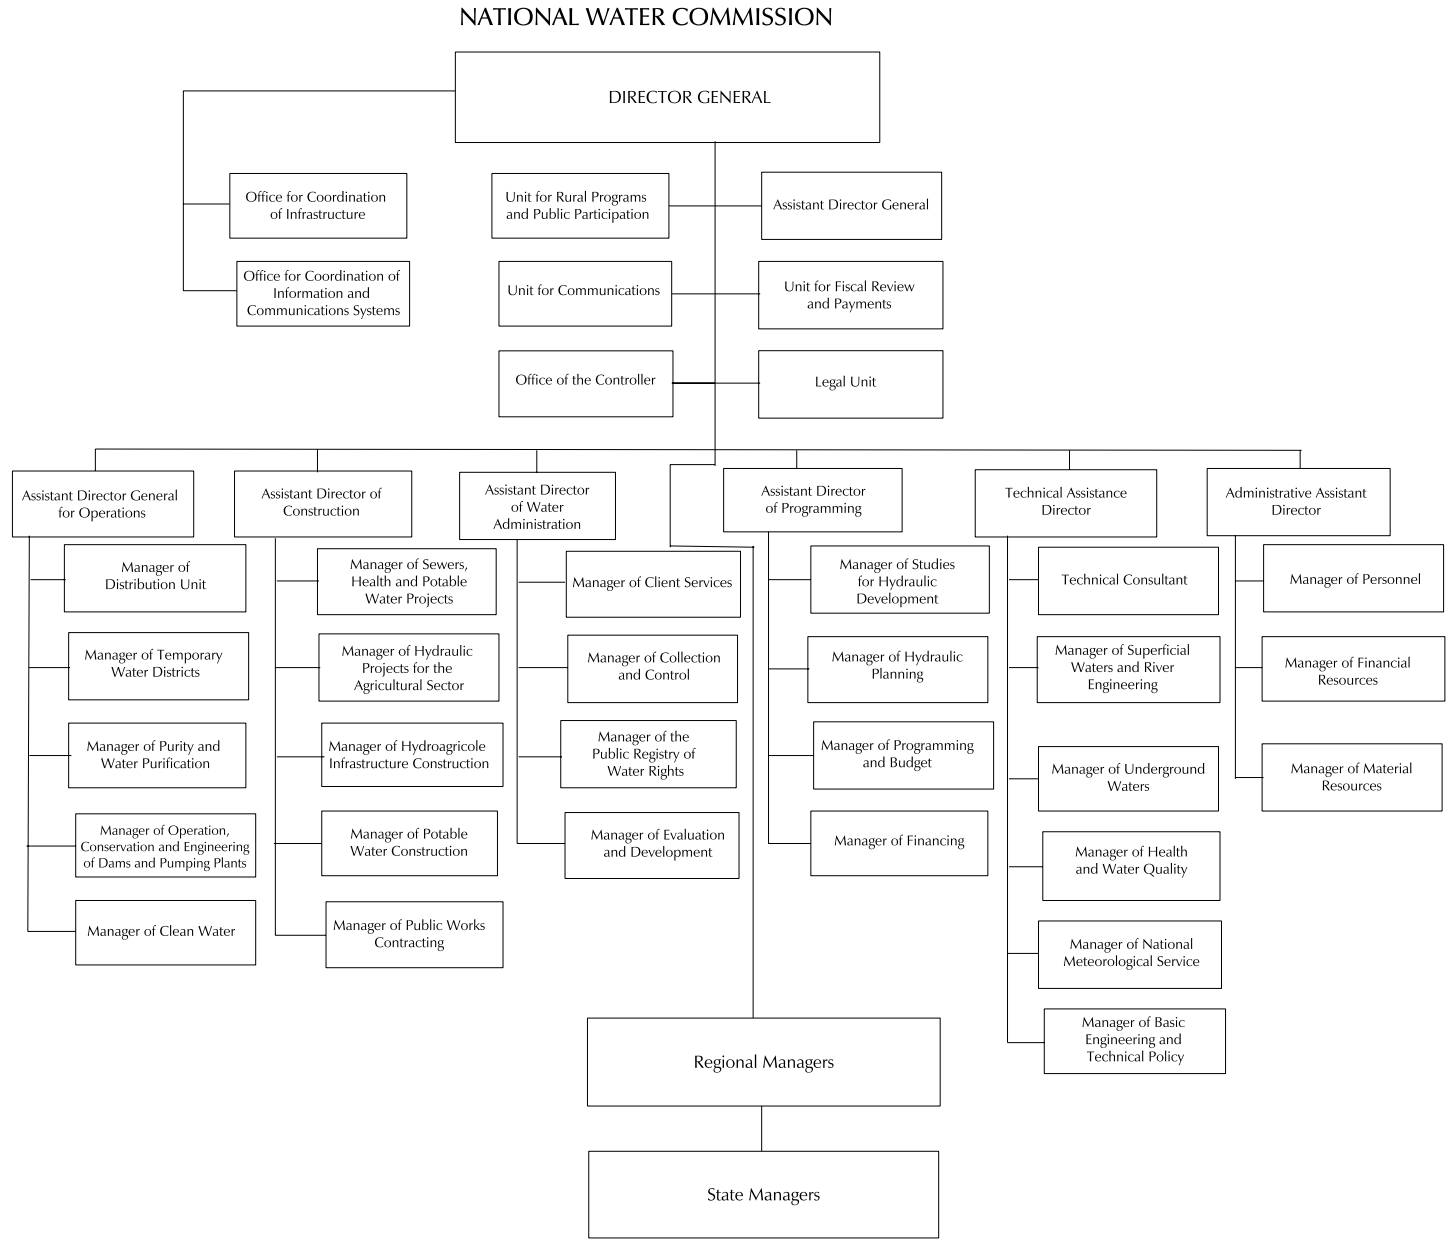 NATIONAL WATER COMMISSION
DIRECTOR GENERAL
Office for Coordination
of Infrastructure
Unit for Rural Programs
and Public Participation
Assistant Director General
Office for Coordination of
Information and
Communications Systems
Unit for Communications
Unit for Fiscal Review
and Payments
Office of the Controller
Legal Unit
Assistant Director General
for Operations
Assistant Director of
Construction
Assistant Director
of Water
Administration
Assistant Director
of Programming
Technical Assistance
Director
Administrative Assistant
Director
Manager of
Distribution Unit
Manager of Temporary
Water Districts
Manager of Purity and
Water Purification
Manager of Operation,
Conservation and Engineering
of Dams and Pumping Plants
Manager of Clean Water
Manager of Sewers,
Health and Potable
Water Projects
Manager of Hydraulic
Projects for the
Agricultural Sector
Manager of Hydroagricole
Infrastructure Construction
Manager of Potable
Water Construction
Manager of Public Works
Contracting
Manager of Client Services
Manager of Collection
and Control
Manager of the
Public Registry of
Water Rights
Manager of Evaluation
and Development
Manager of Studies
for Hydraulic
Development
Manager of Hydraulic
Planning
Manager of Programming
and Budget
Manager of Financing
Technical Consultant
Manager of Superficial
Waters and River
Engineering
Manager of Underground
Waters
Manager of Health
and Water Quality
Manager of National
Meteorological Service
Manager of Basic
Engineering and
Technical Policy
Manager of Personnel
Manager of Financial
Resources
Manager of Material
Resources
Regional Managers
State Managers